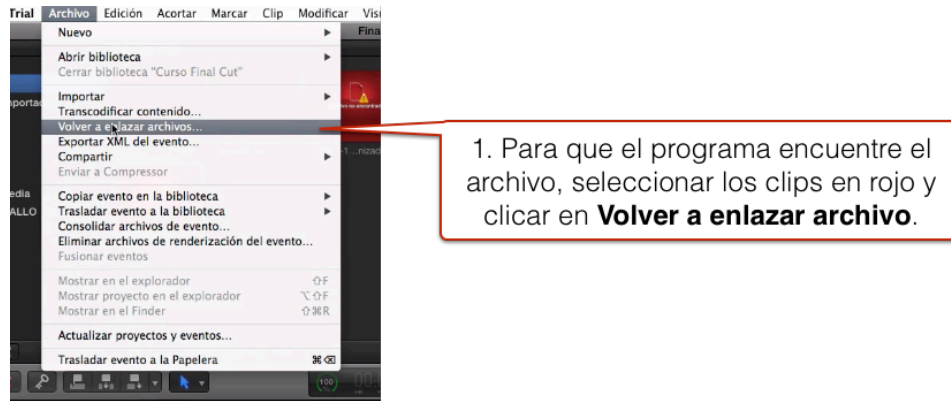 Trial Archivo Edición Acortar Marcar Clip Modificar
Nuevo
Abrir biblioteca
Cerrar biblioteca "Curso Final Cut"
Importar
Transcodificar contenido...
Volver a enlazar archivos...
Exportar XML del evento...
Compartir
Enviar a Compressor
Copiar evento en la biblioteca
Trasladar evento a la biblioteca
Consolidar archivos de evento...
Eliminar archivos de renderización del evento...
Fusionar eventos
Mostrar en el explorador ⇧F
Mostrar proyecto en el explorador ⌥⇧F
Mostrar en el Finder ⇧⌘R
Actualizar proyectos y eventos...
Trasladar evento a la Papelera ⌘⌫
100
1. Para que el programa encuentre el
archivo, seleccionar los clips en rojo y
clicar en Volver a enlazar archivo.